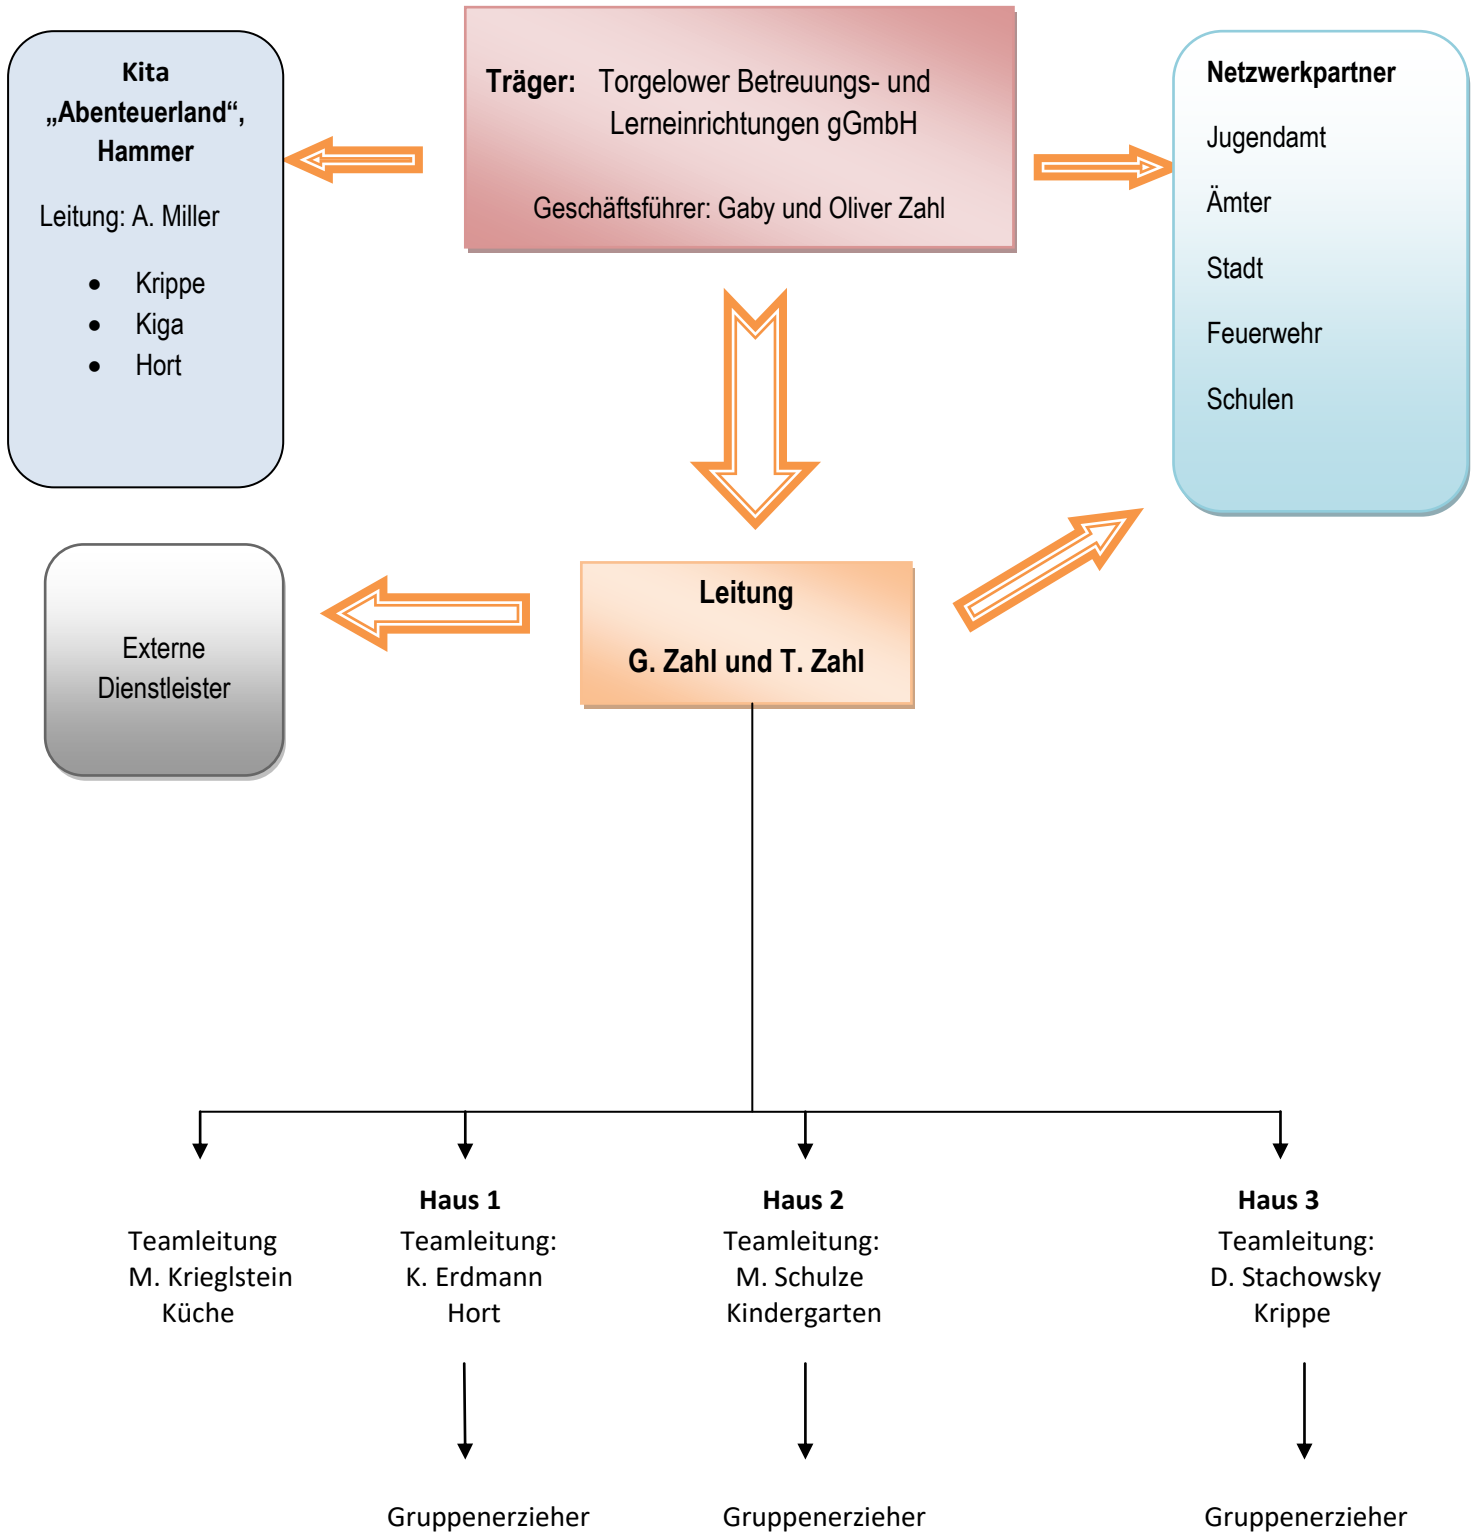 Kita
„Abenteuerland“,
Hammer
Leitung: A. Miller
• Krippe
• Kiga
• Hort
Träger: Torgelower Betreuungs- und
Lerneinrichtungen gGmbH
Geschäftsführer: Gaby und Oliver Zahl
Netzwerkpartner
Jugendamt
Ämter
Stadt
Feuerwehr
Schulen
Externe
Dienstleister
Leitung
G. Zahl und T. Zahl
Teamleitung
M. Krieglstein
Küche
Haus 1
Teamleitung:
K. Erdmann
Hort
Gruppenerzieher
Haus 2
Teamleitung:
M. Schulze
Kindergarten
Gruppenerzieher
Haus 3
Teamleitung:
D. Stachowsky
Krippe
Gruppenerzieher